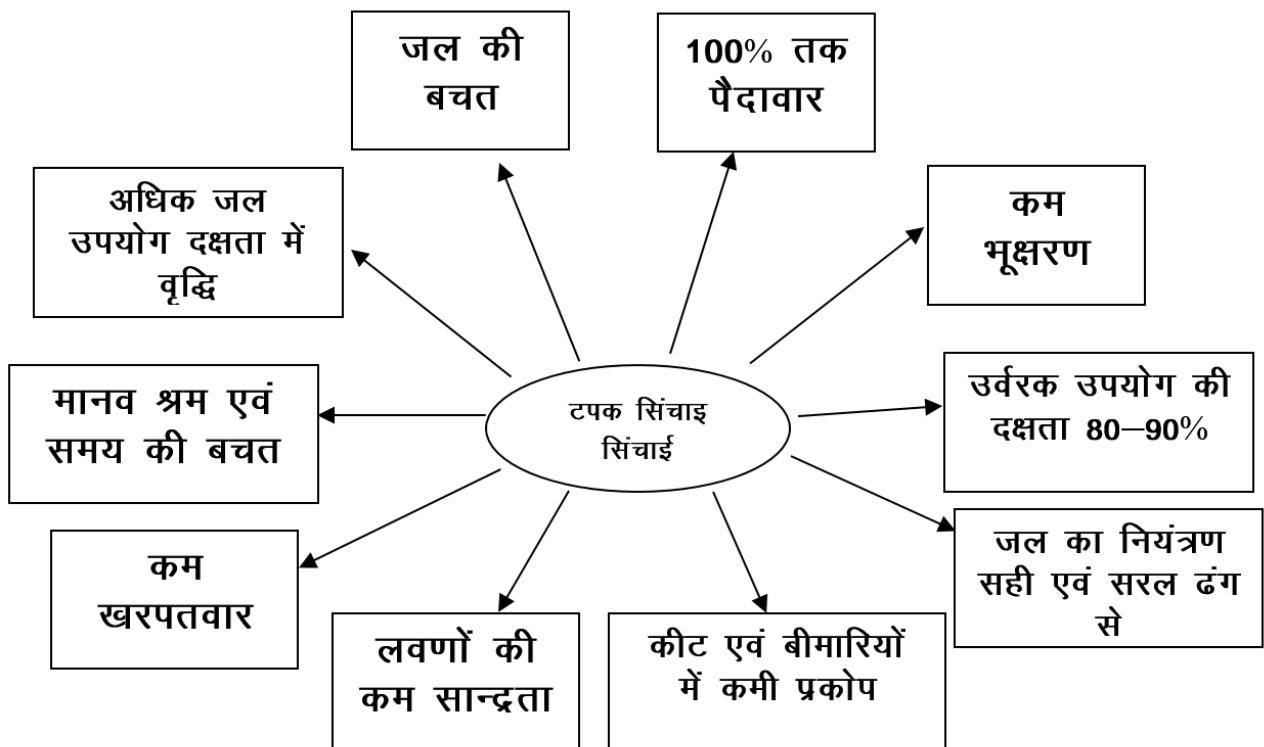 जल की
बचत
100% तक
पैदावार
अधिक जल
उपयोग दक्षता में
वृद्धि
कम
भूक्षरण
मानव श्रम एवं
समय की बचत
टपक सिंचाइ
सिंचाई
उर्वरक उपयोग की
दक्षता 80–90%
कम
खरपतवार
लवणों की
कम सान्द्रता
कीट एवं बीमारियों
में कमी प्रकोप
जल का नियंत्रण
सही एवं सरल ढंग
से